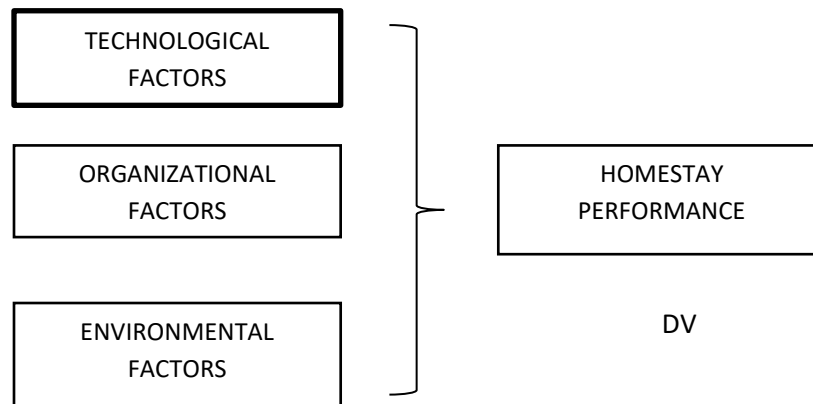 TECHNOLOGICAL
FACTORS
ORGANIZATIONAL
FACTORS
ENVIRONMENTAL
FACTORS
HOMESTAY
PERFORMANCE
DV